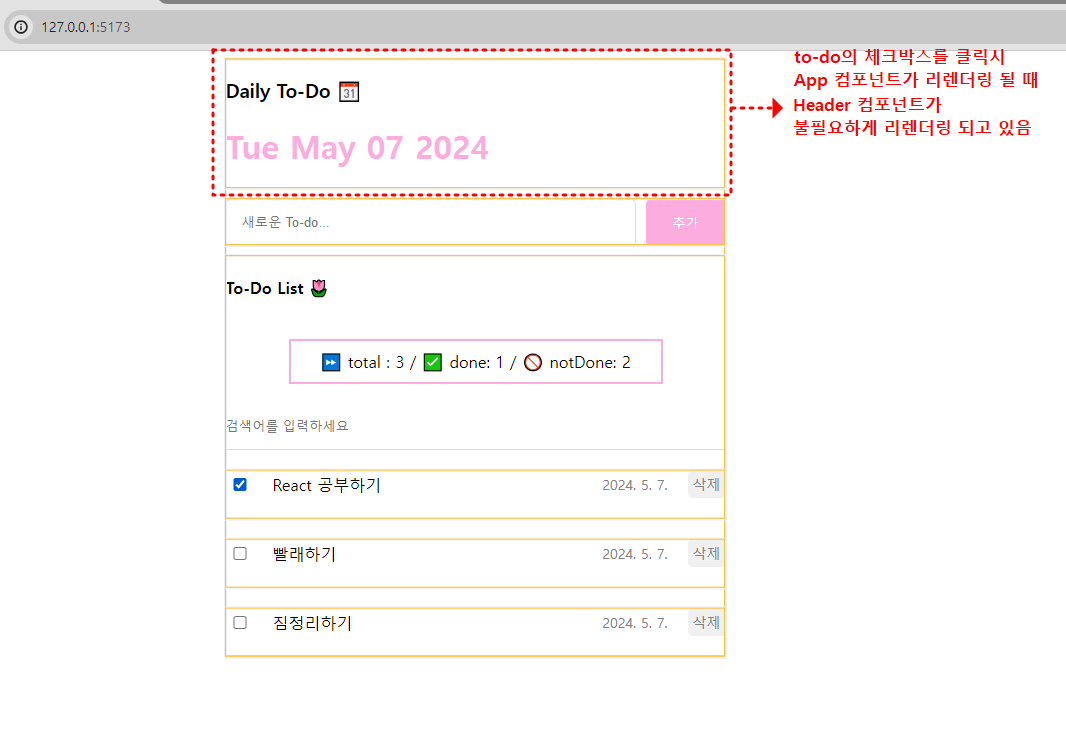 127.0.0.1:5173
to-do의 체크박스를 클릭시
App 컴포넌트가 리렌더링 될 때
Header 컴포넌트가
불필요하게 리렌더링 되고 있음
Daily To-Do 📅
Tue May 07 2024
새로운 To-do...
추가
To-Do List 🌷
⏩ total : 3 / ✅ done: 1 / 🚫 notDone: 2
검색어를 입력하세요
React 공부하기 2024. 5. 7. 삭제
빨래하기 2024. 5. 7. 삭제
짐정리하기 2024. 5. 7. 삭제